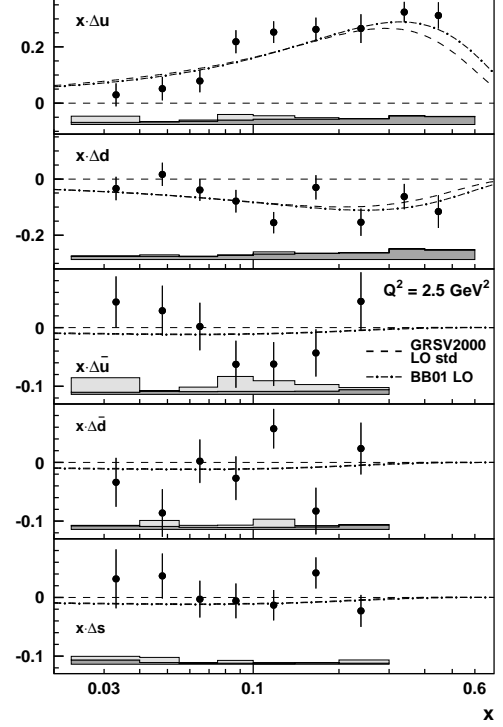 x·Δu
0.2
0
x·Δd
0
-0.2
Q² = 2.5 GeV²
0
GRSV2000
LO std
x·Δū
BB01 LO
-0.1
x·Δd̄
0
-0.1
0
x·Δs
-0.1
0.03 0.1 0.6
x